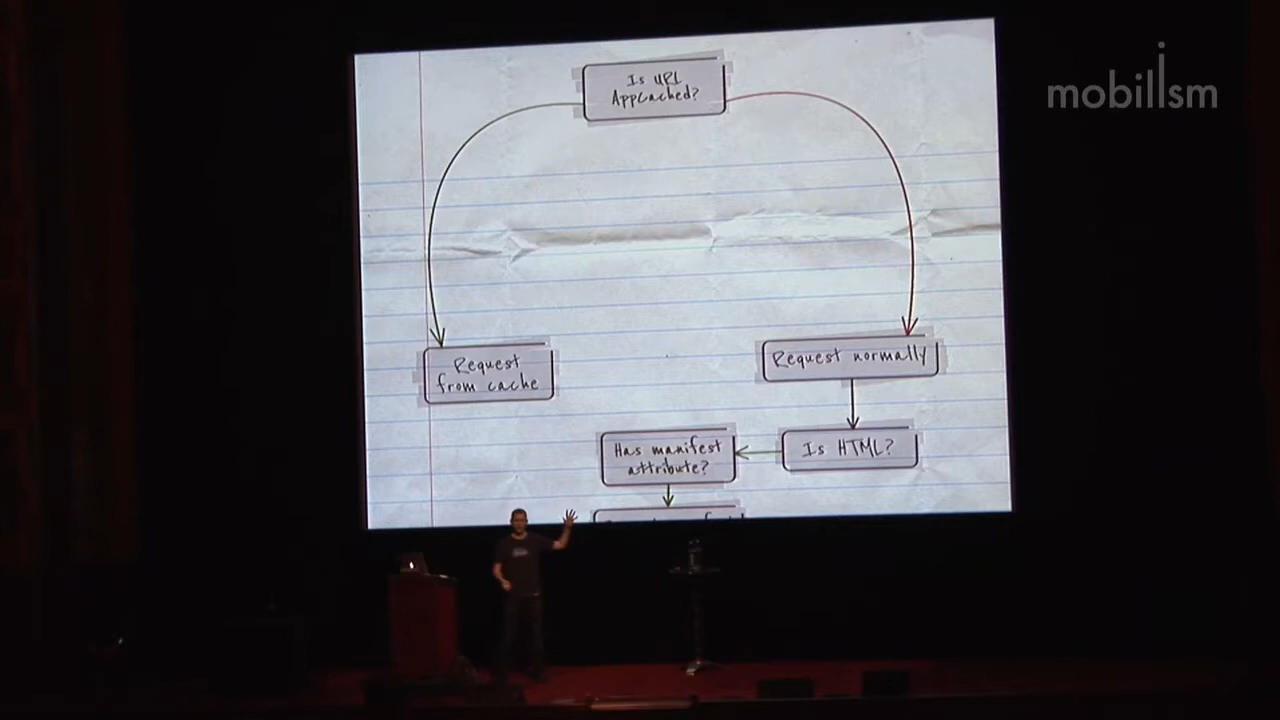 mobilism
Is URL
AppCached?
Request
from cache
Request normally
Is HTML?
Has manifest
attribute?